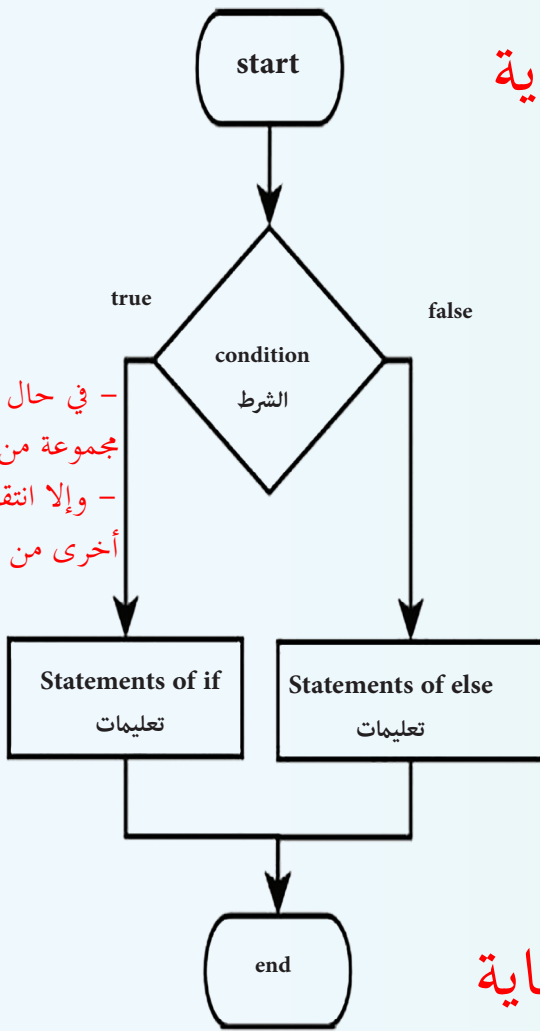 start
true
false
condition
الشرط
- في حال
مجموعة من
- وإلا
أخرى من
Statements of if
تعليمات
Statements of else
تعليمات
end